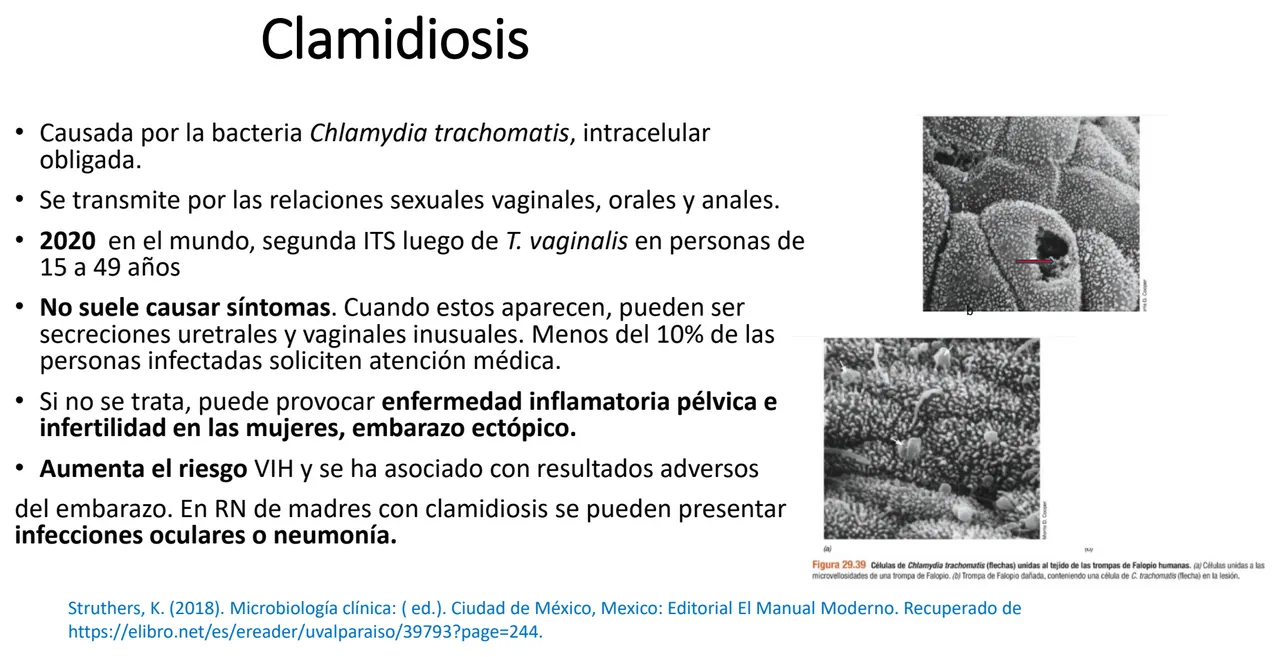 Clamidiosis
• Causada por la bacteria Chlamydia trachomatis, intracelular
obligada.
• Se transmite por las relaciones sexuales vaginales, orales y anales.
• 2020  en el mundo, segunda ITS luego de T. vaginalis en personas de
15 a 49 años
• No suele causar síntomas. Cuando estos aparecen, pueden ser
secreciones uretrales y vaginales inusuales. Menos del 10% de las
personas infectadas soliciten atención médica.
• Si no se trata, puede provocar enfermedad inflamatoria pélvica e
infertilidad en las mujeres, embarazo ectópico.
• Aumenta el riesgo VIH y se ha asociado con resultados adversos
del embarazo. En RN de madres con clamidiosis se pueden presentar
infecciones oculares o neumonía.
b
D. Cooper
Morris D. Cooper
(a)
Figura 29.39 Células de Chlamydia trachomatis (flechas) unidas al tejido de las trompas de Falopio humanas. (a) Células unidas a las
microvellosidades de una trompa de Falopio. (b) Trompa de Falopio dañada, conteniendo una célula de C. trachomatis (flecha) en la lesión.
Struthers, K. (2018). Microbiología clínica: ( ed.). Ciudad de México, Mexico: Editorial El Manual Moderno. Recuperado de
https://elibro.net/es/ereader/uvalparaiso/39793?page=244.